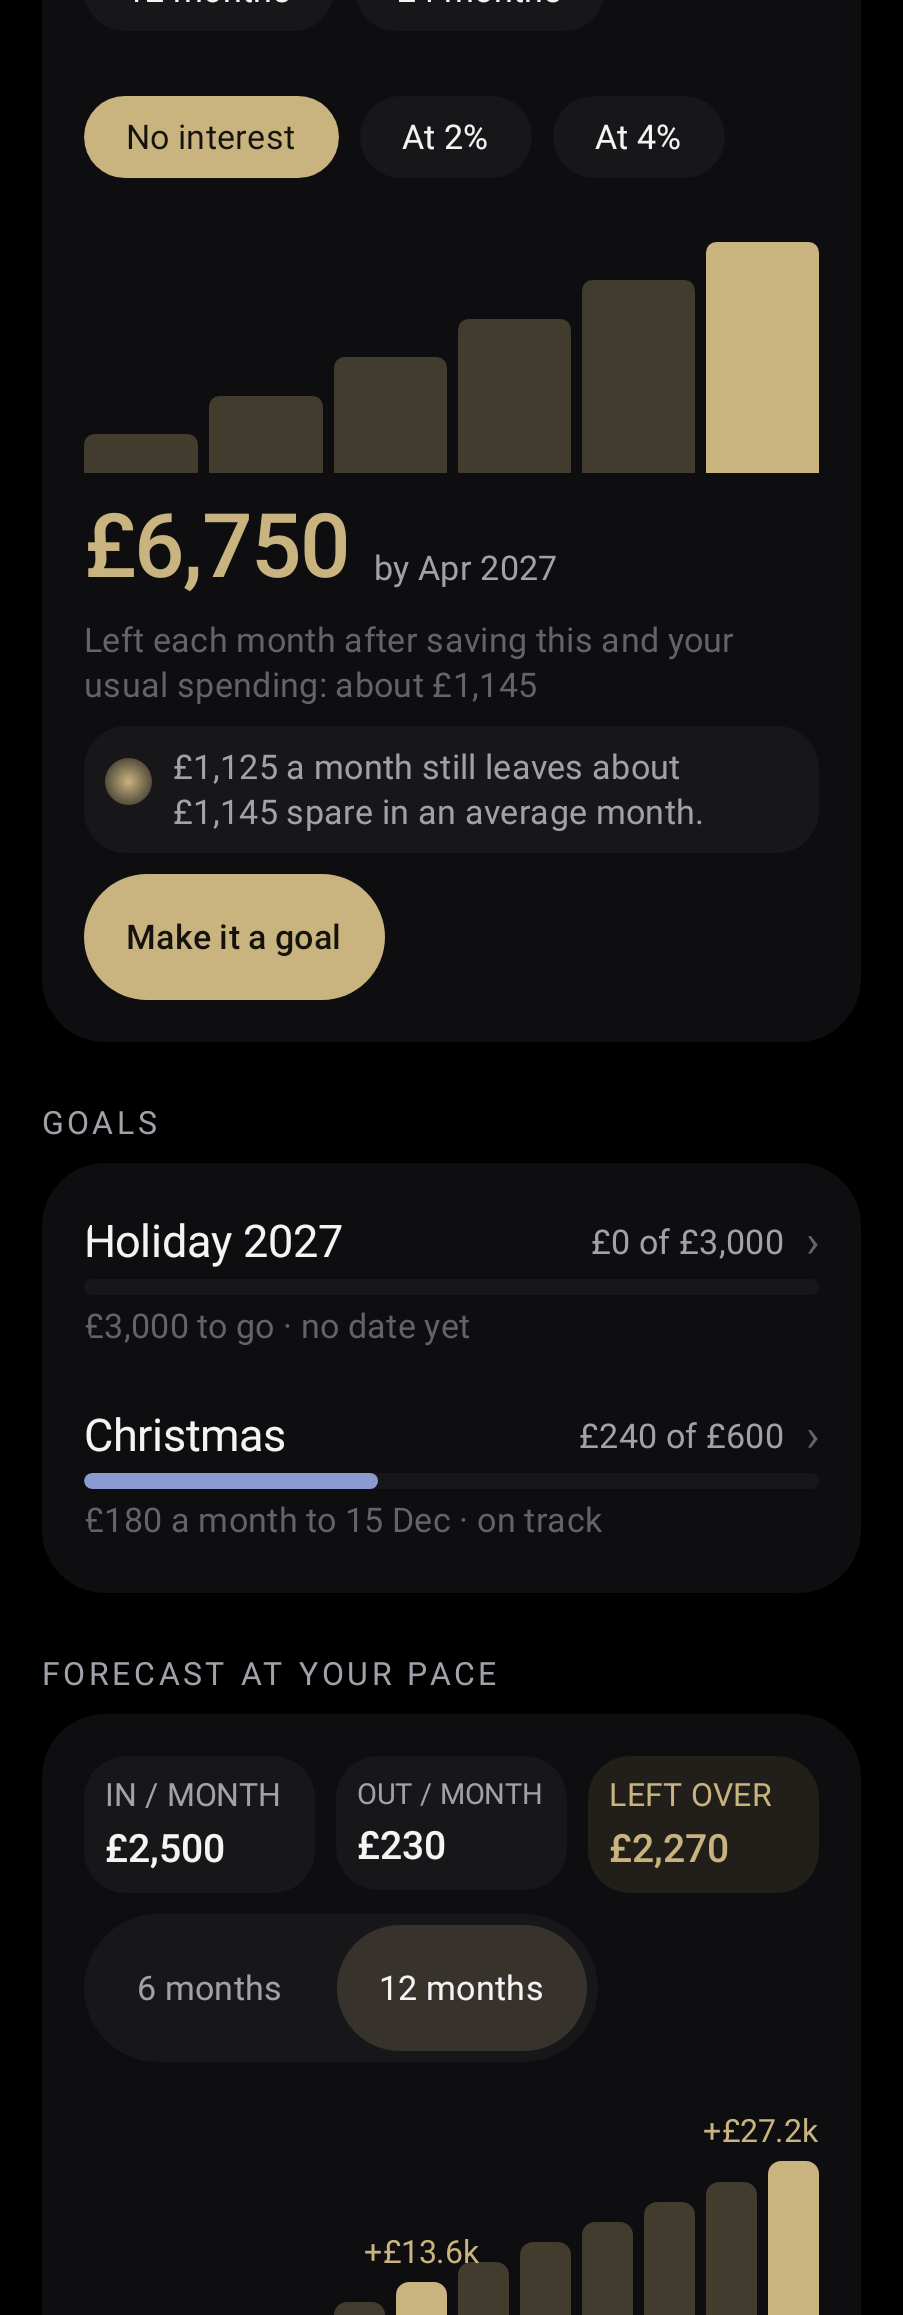 12 months 24 months
No interest At 2% At 4%
£6,750 by Apr 2027
Left each month after saving this and your
usual spending: about £1,145
£1,125 a month still leaves about
£1,145 spare in an average month.
Make it a goal
GOALS
Holiday 2027 £0 of £3,000 ›
£3,000 to go · no date yet
Christmas £240 of £600 ›
£180 a month to 15 Dec · on track
FORECAST AT YOUR PACE
IN / MONTH OUT / MONTH LEFT OVER
£2,500 £230 £2,270
6 months 12 months
+£27.2k
+£13.6k